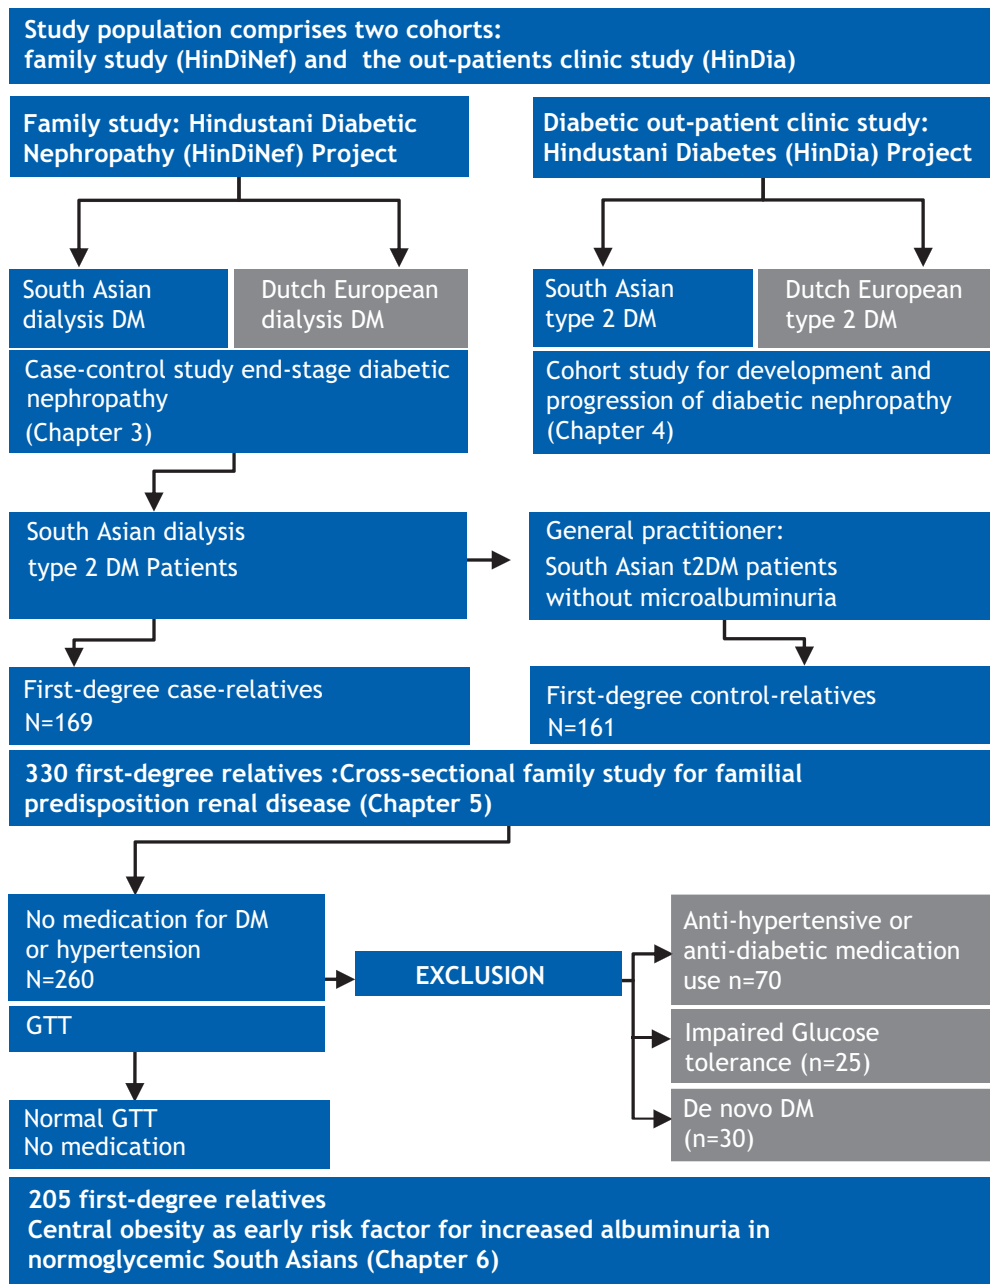 Study population comprises two cohorts:
family study (HinDiNef) and the out-patients clinic study (HinDia)
Family study: Hindustani Diabetic
Nephropathy (HinDiNef) Project
Diabetic out-patient clinic study:
Hindustani Diabetes (HinDia) Project
South Asian
dialysis DM
Dutch European
dialysis DM
South Asian
type 2 DM
Dutch European
type 2 DM
Case-control study end-stage diabetic
nephropathy
(Chapter 3)
Cohort study for development and
progression of diabetic nephropathy
(Chapter 4)
South Asian dialysis
type 2 DM Patients
General practitioner:
South Asian t2DM patients
without microalbuminuria
First-degree case-relatives
N=169
First-degree control-relatives
N=161
330 first-degree relatives :Cross-sectional family study for familial
predisposition renal disease (Chapter 5)
No medication for DM
or hypertension
N=260
EXCLUSION
Anti-hypertensive or
anti-diabetic medication
use n=70
GTT
Impaired Glucose
tolerance (n=25)
Normal GTT
No medication
De novo DM
(n=30)
205 first-degree relatives
Central obesity as early risk factor for increased albuminuria in
normoglycemic South Asians (Chapter 6)